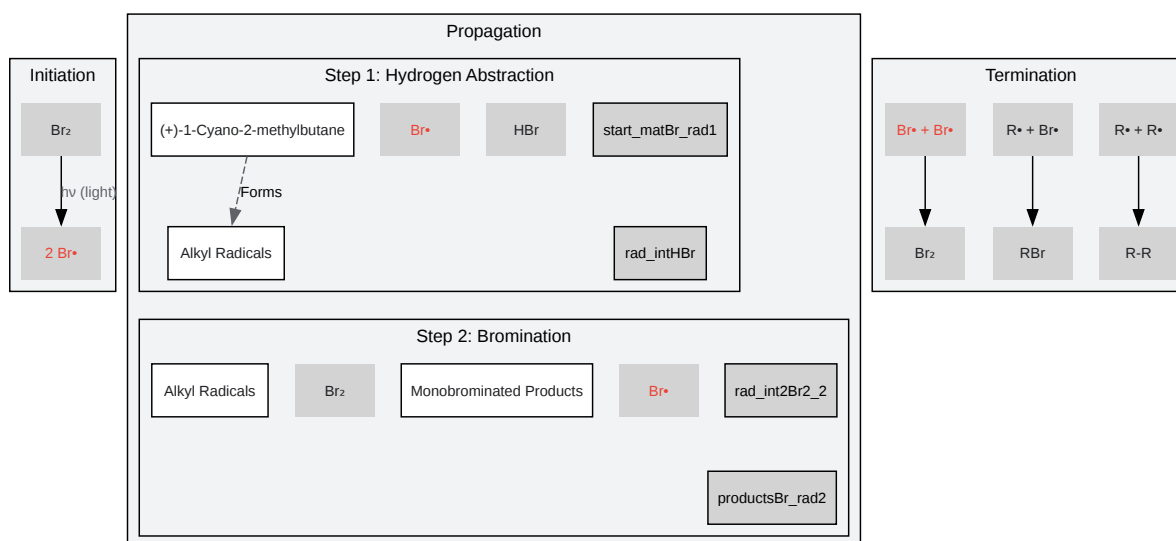 Propagation
Initiation
Br₂
hν (light)
2 Br•
Step 1: Hydrogen Abstraction
(+)-1-Cyano-2-methylbutane
Br•
HBr
start_matBr_rad1
Forms
Alkyl Radicals
rad_intHBr
Step 2: Bromination
Alkyl Radicals
Br₂
Monobrominated Products
Br•
rad_int2Br2_2
productsBr_rad2
Termination
Br• + Br•
R• + Br•
R• + R•
Br₂
RBr
R-R